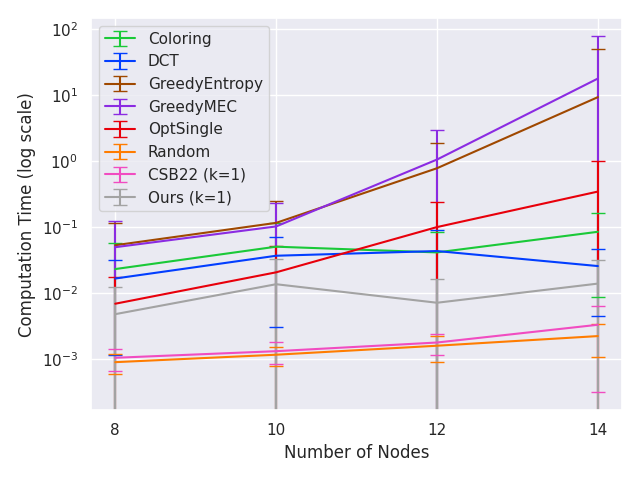 Computation Time (log scale)
10²
10¹
10⁰
10⁻¹
10⁻²
10⁻³
Coloring
DCT
GreedyEntropy
GreedyMEC
OptSingle
Random
CSB22 (k=1)
Ours (k=1)
8 10 12 14
Number of Nodes